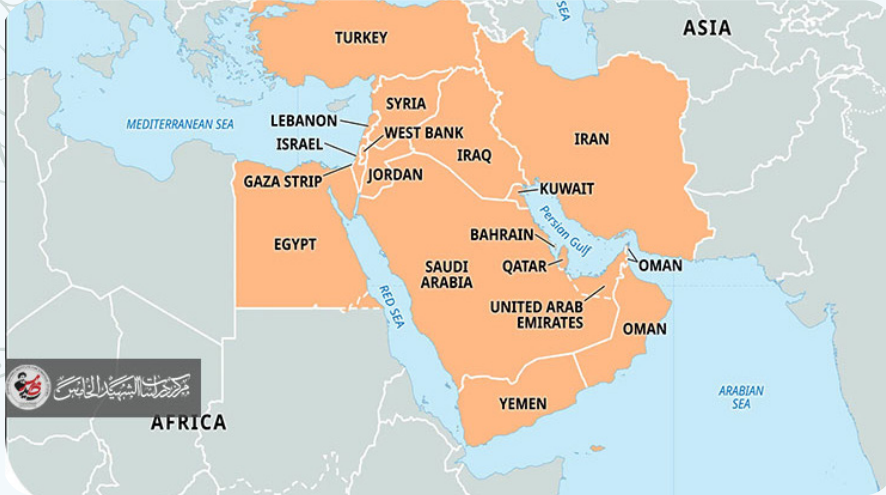 SEA
ASIA
TURKEY
SYRIA
LEBANON
MEDITERRANEAN SEA
WEST BANK
ISRAEL
IRAN
IRAQ
JORDAN
GAZA STRIP
KUWAIT
Persian Gulf
BAHRAIN
EGYPT
SAUDI
ARABIA
QATAR
OMAN
RED SEA
UNITED ARAB
EMIRATES
OMAN
مركز دراسات الشهيد الخامس
ARABIAN
SEA
YEMEN
AFRICA